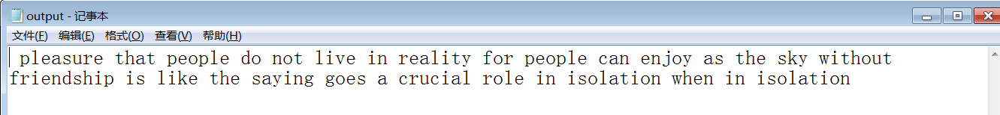 output - 记事本
文件(F) 编辑(E) 格式(O) 查看(V) 帮助(H)
pleasure that people do not live in reality for people can enjoy as the sky without
friendship is like the saying goes a crucial role in isolation when in isolation